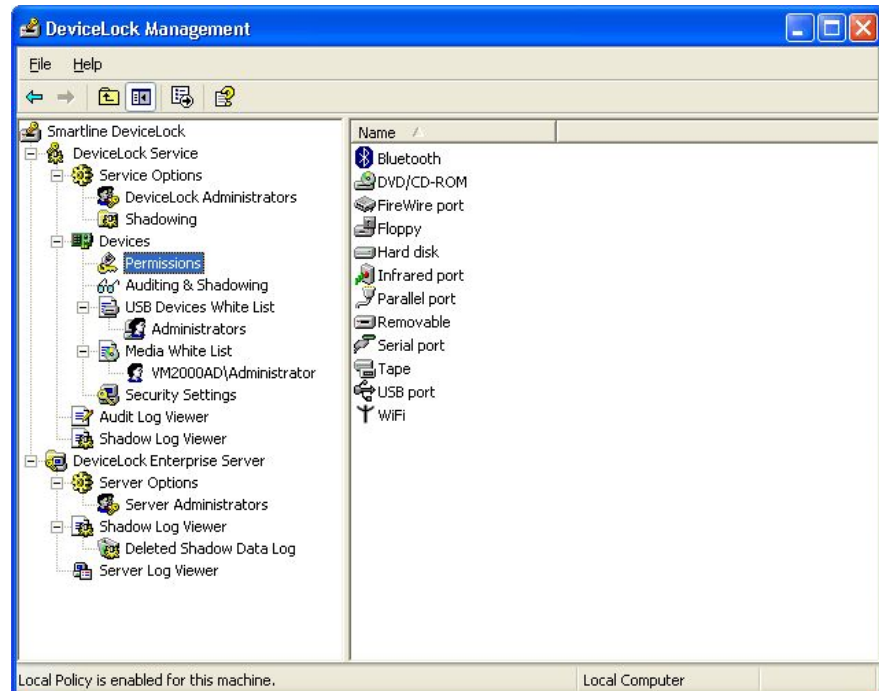 DeviceLock Management
File Help
Smartline DeviceLock
DeviceLock Service
Service Options
DeviceLock Administrators
Shadowing
Devices
Permissions
Auditing & Shadowing
USB Devices White List
Administrators
Media White List
VM2000AD\Administrator
Security Settings
Audit Log Viewer
Shadow Log Viewer
DeviceLock Enterprise Server
Server Options
Server Administrators
Shadow Log Viewer
Deleted Shadow Data Log
Server Log Viewer
Name
Bluetooth
DVD/CD-ROM
FireWire port
Floppy
Hard disk
Infrared port
Parallel port
Removable
Serial port
Tape
USB port
WiFi
Local Policy is enabled for this machine.
Local Computer